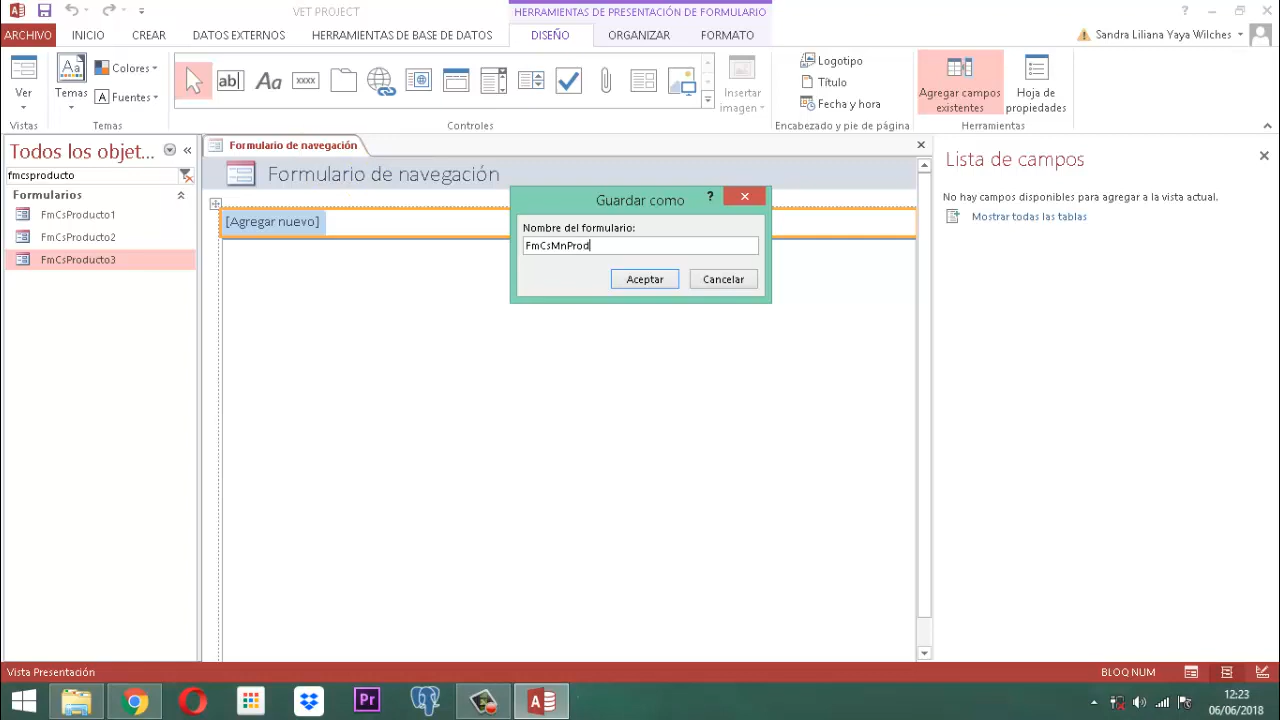 VET PROJECT
HERRAMIENTAS DE PRESENTACIÓN DE FORMULARIO
?
ARCHIVO
INICIO
CREAR
DATOS EXTERNOS
HERRAMIENTAS DE BASE DE DATOS
DISEÑO
ORGANIZAR
FORMATO
Sandra Liliana Yaya Wilches
Ver
Temas
Aa
Colores
A Fuentes
ab|
Aa
xxxx
Insertar
imagen
Logotipo
Título
Fecha y hora
Agregar campos
existentes
Hoja de
propiedades
Vistas
Temas
Controles
Encabezado y pie de página
Herramientas
Todos los objet...
fmcsproducto
Formularios
FmCsProducto1
FmCsProducto2
FmCsProducto3
Formulario de navegación
Formulario de navegación
[Agregar nuevo]
Guardar como
?
Nombre del formulario:
FmCsMnProd
Aceptar
Cancelar
Lista de campos
No hay campos disponibles para agregar a la vista actual.
Mostrar todas las tablas
Vista Presentación
BLOQ NUM
Pr
12:23
06/06/2018